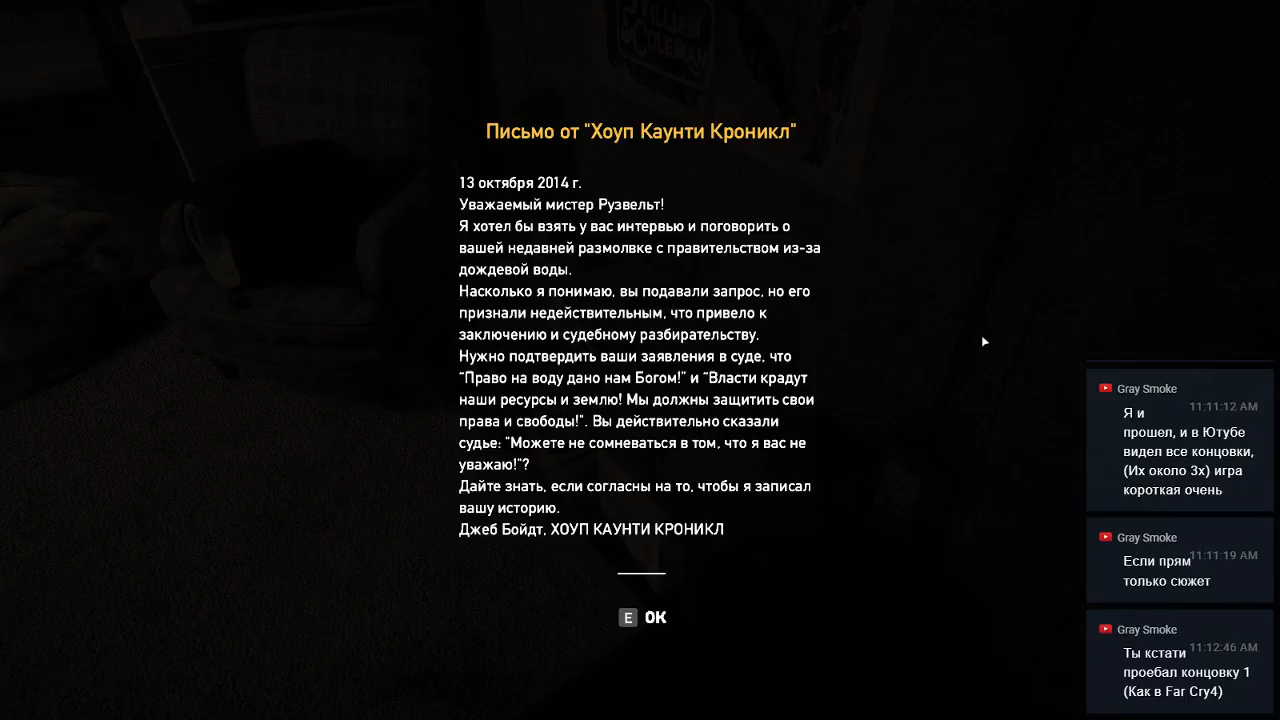 WILLIAM
& COLEMAN
Письмо от "Хоуп Каунти Кроникл"
13 октября 2014 г.
Уважаемый мистер Рузвельт!
Я хотел бы взять у вас интервью и поговорить о
вашей недавней размолвке с правительством из-за
дождевой воды.
Насколько я понимаю, вы подавали запрос, но его
признали недействительным, что привело к
заключению и судебному разбирательству.
Нужно подтвердить ваши заявления в суде, что
“Право на воду дано нам Богом!” и “Власти крадут
наши ресурсы и землю! Мы должны защитить свои
права и свободы!". Вы действительно сказали
судье: "Можете не сомневаться в том, что я вас не
уважаю!"?
Дайте знать, если согласны на то, чтобы я записал
вашу историю.
Джеб Бойдт, ХОУП КАУНТИ КРОНИКЛ
E OK
Gray Smoke
11:11:12 AM
Я и
прошел, и в Ютубе
видел все концовки,
(Их около 3х) игра
короткая очень
Gray Smoke
11:11:19 AM
Если прям
только сюжет
Gray Smoke
11:12:46 AM
Ты кстати
проебал концовку 1
(Как в Far Cry4)